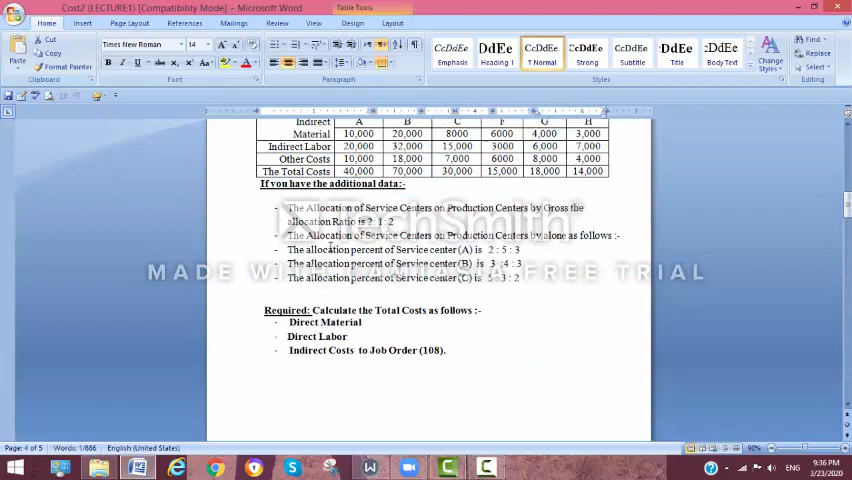 Cost2 (LECTURE1) [Compatibility Mode] - Microsoft Word
Table Tools
Home Insert Page Layout References Mailings Review View Design Layout
Paste
Cut
Copy
Format Painter
Clipboard
Times New Roman 14
Font
Paragraph
CcDdEe DdEe CcDdEe CcDdEe CcDdEe DdEe CcDdEe
Emphasis Heading 1 ¶ Normal Strong Subtitle Title Body Text
Change Styles
Styles
Find
Replace
Select
Editing
Indirect A B C F G H
Material 10,000 20,000 8000 6000 4,000 3,000
Indirect Labor 20,000 32,000 15,000 3000 6,000 7,000
Other Costs 10,000 18,000 7,000 6000 8,000 4,000
The Total Costs 40,000 70,000 30,000 15,000 18,000 14,000
If you have the additional data:-
- The Allocation of Service Centers on Production Centers by Gross the
allocation Ratio is 2: 1: 2
- The Allocation of Service Centers on Production Centers by alone as follows :-
- The allocation percent of Service center (A) is 2 : 5 : 3
- The allocation percent of Service center (B) is 3 :4 : 3
- The allocation percent of Service center (C) is 5 : 3 : 2
TechSmith
MADE WITH CAMTASIA FREE TRIAL
Required: Calculate the Total Costs as follows :-
- Direct Material
- Direct Labor
- Indirect Costs to Job Order (108).
Page: 4 of 5 Words: 1/886 English (United States)
90%
ENG
9:36 PM
3/23/2020